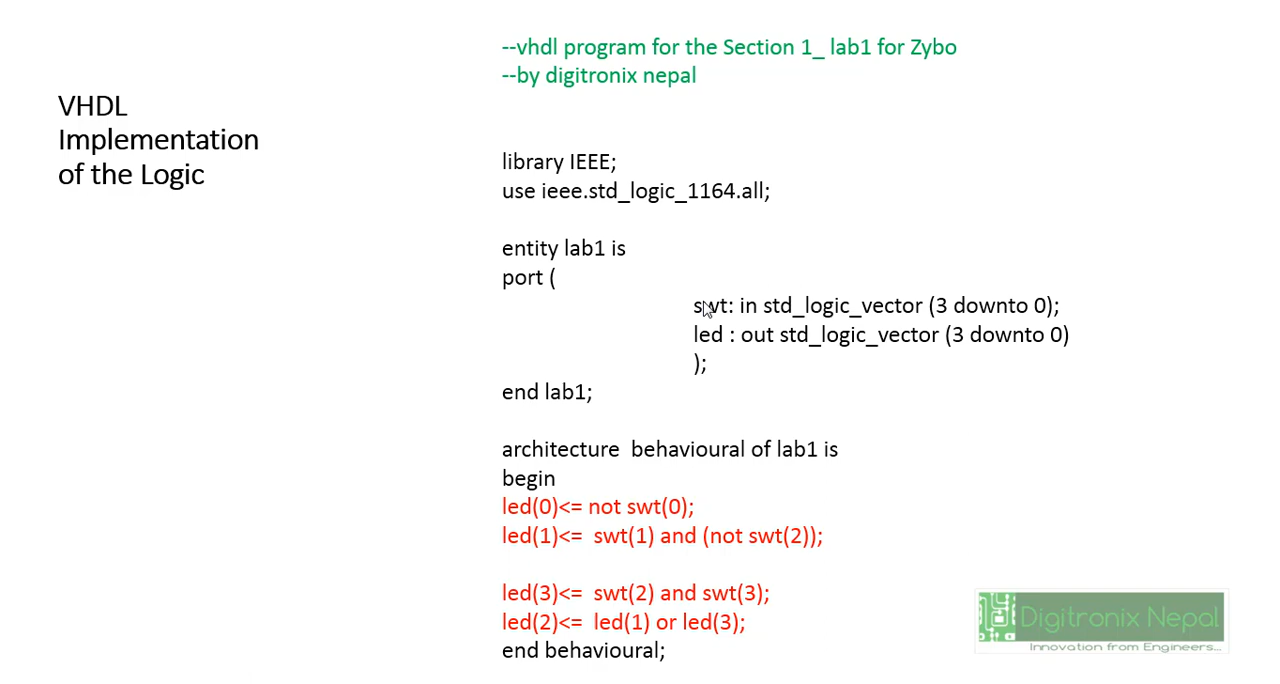 VHDL
Implementation
of the Logic
--vhdl program for the Section 1_ lab1 for Zybo
--by digitronix nepal
library IEEE;
use ieee.std_logic_1164.all;
entity lab1 is
port (
swt: in std_logic_vector (3 downto 0);
led : out std_logic_vector (3 downto 0)
);
end lab1;
architecture  behavioural of lab1 is
begin
led(0)<= not swt(0);
led(1)<=  swt(1) and (not swt(2));
led(3)<=  swt(2) and swt(3);
led(2)<=  led(1) or led(3);
end behavioural;
Digitronix Nepal
Innovation from Engineers...